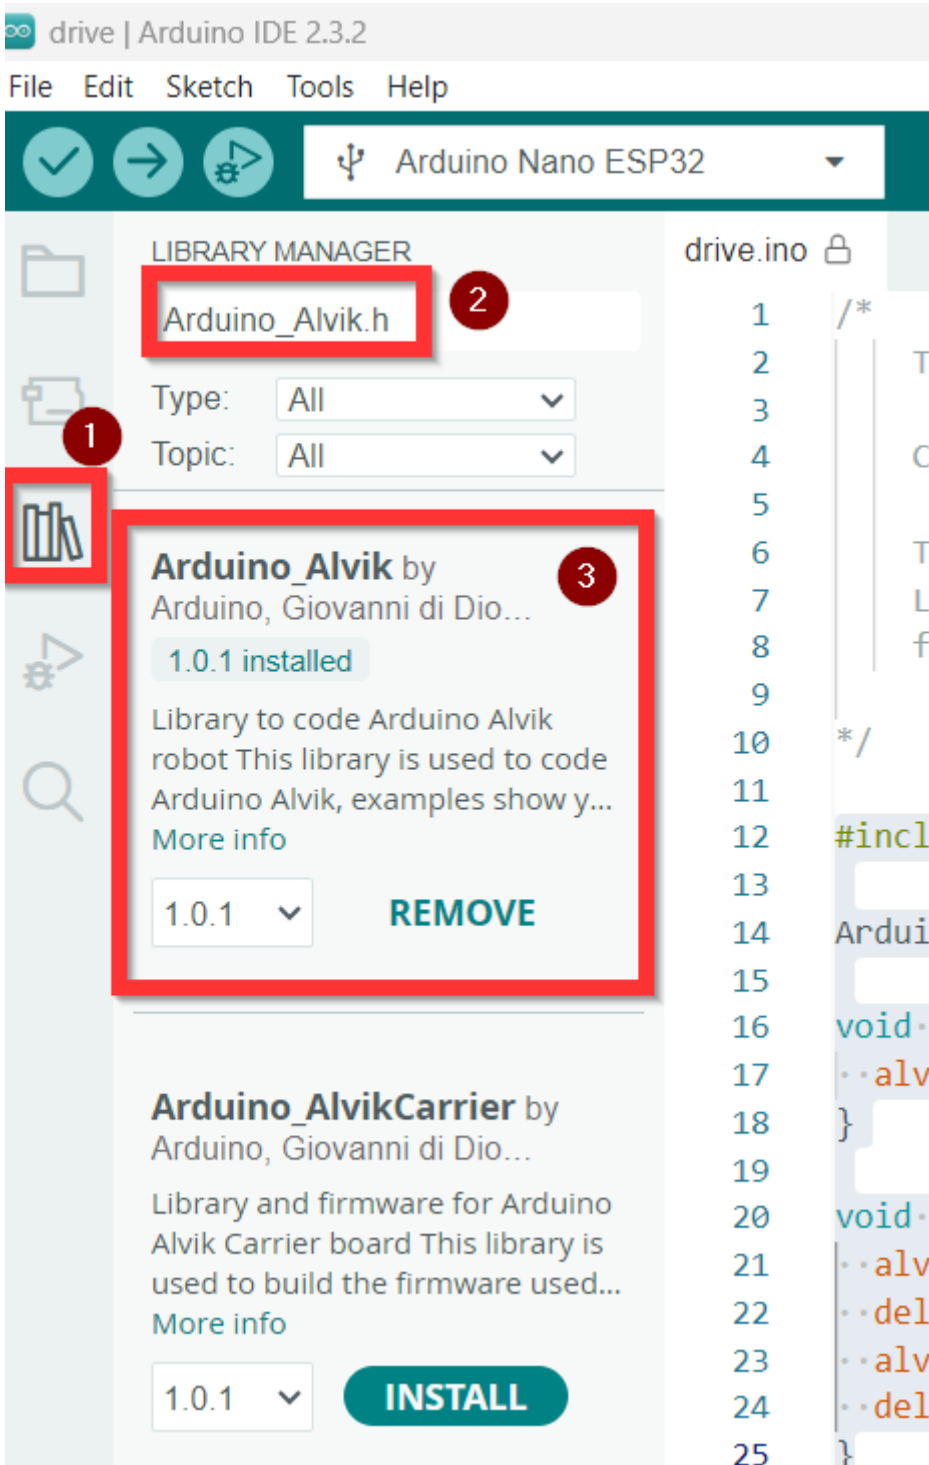 drive | Arduino IDE 2.3.2
File Edit Sketch Tools Help
Arduino Nano ESP32
LIBRARY MANAGER
Arduino_Alvik.h
2
Type: All
1
Topic: All
Arduino_Alvik by
3
Arduino, Giovanni di Dio...
1.0.1 installed
Library to code Arduino Alvik
robot This library is used to code
Arduino Alvik, examples show y...
More info
1.0.1 REMOVE
Arduino_AlvikCarrier by
Arduino, Giovanni di Dio...
Library and firmware for Arduino
Alvik Carrier board This library is
used to build the firmware used...
More info
1.0.1 INSTALL
drive.ino
1 /*
2 T
3
4 C
5
6 T
7 L
8 f
9
10 */
11
12 #incl
13
14 Ardui
15
16 void
17 alv
18 }
19
20 void
21 alv
22 del
23 alv
24 del
25 }